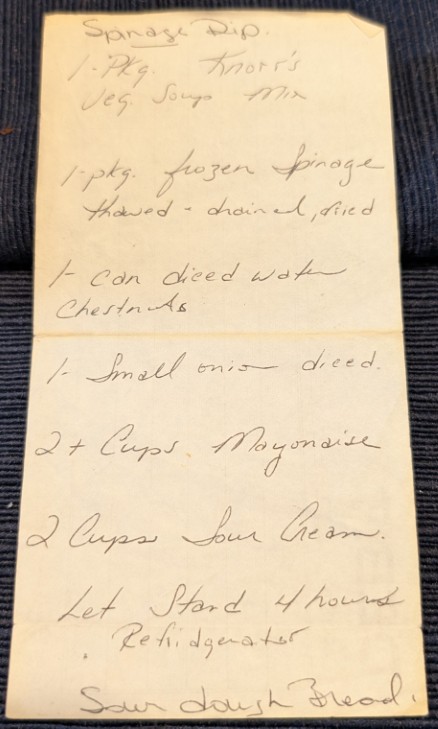 Spinage Dip.
1-Pkg. Knorr's
Veg. Soup Mix
1-pkg. frozen Spinage
thawed - drained, dried
1- can diced water
Chestnuts
1- Small onion diced.
2+ Cups Mayonaise
2 Cups Sour Cream.
Let Stand 4 hours
Refridgerator
Sour dough Bread.